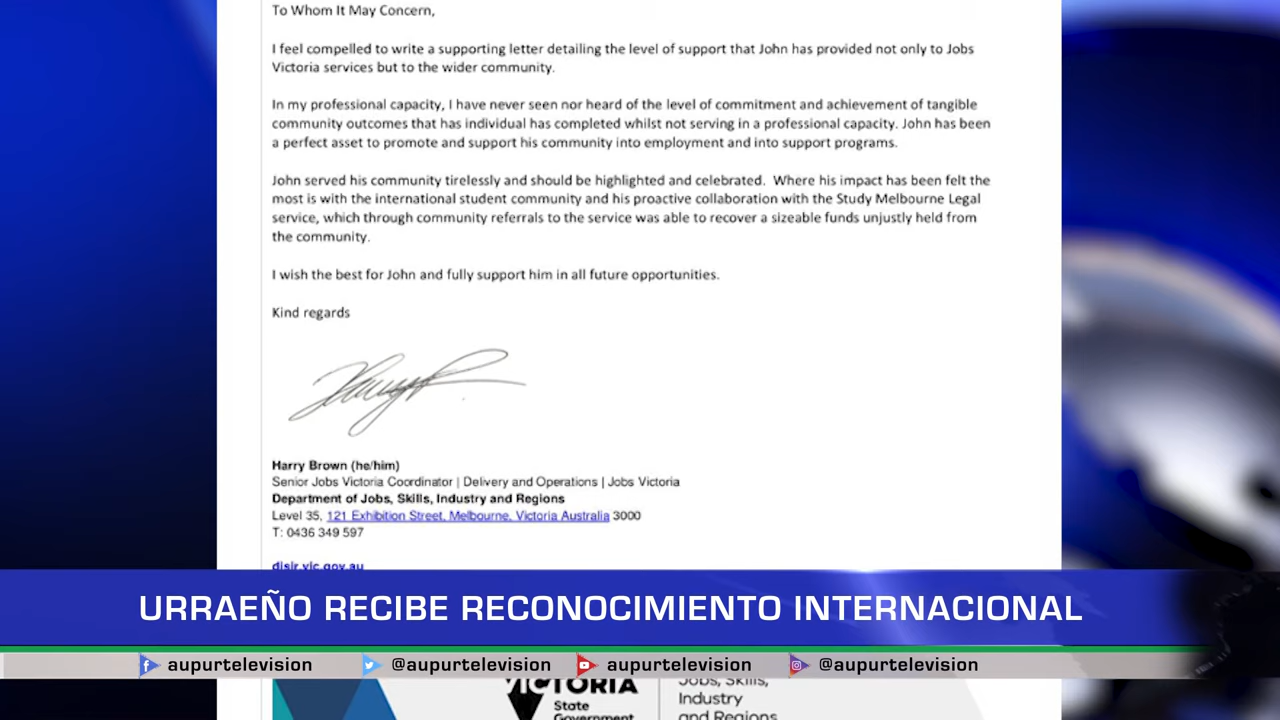 To Whom It May Concern,
I feel compelled to write a supporting letter detailing the level of support that John has provided not only to Jobs
Victoria services but to the wider community.
In my professional capacity, I have never seen nor heard of the level of commitment and achievement of tangible
community outcomes that has individual has completed whilst not serving in a professional capacity. John has been
a perfect asset to promote and support his community into employment and into support programs.
John served his community tirelessly and should be highlighted and celebrated. Where his impact has been felt the
most is with the international student community and his proactive collaboration with the Study Melbourne Legal
service, which through community referrals to the service was able to recover a sizeable funds unjustly held from
the community.
I wish the best for John and fully support him in all future opportunities.
Kind regards
Harry Brown (he/him)
Senior Jobs Victoria Coordinator | Delivery and Operations | Jobs Victoria
Department of Jobs, Skills, Industry and Regions
Level 35, 121 Exhibition Street, Melbourne, Victoria Australia 3000
T: 0436 349 597
djsir.vic.gov.au
URRAEÑO RECIBE RECONOCIMIENTO INTERNACIONAL
aupurtelevision @aupurtelevision aupurtelevision @aupurtelevision
VICTORIA
State
Government
Jobs, Skills,
Industry
and Regions